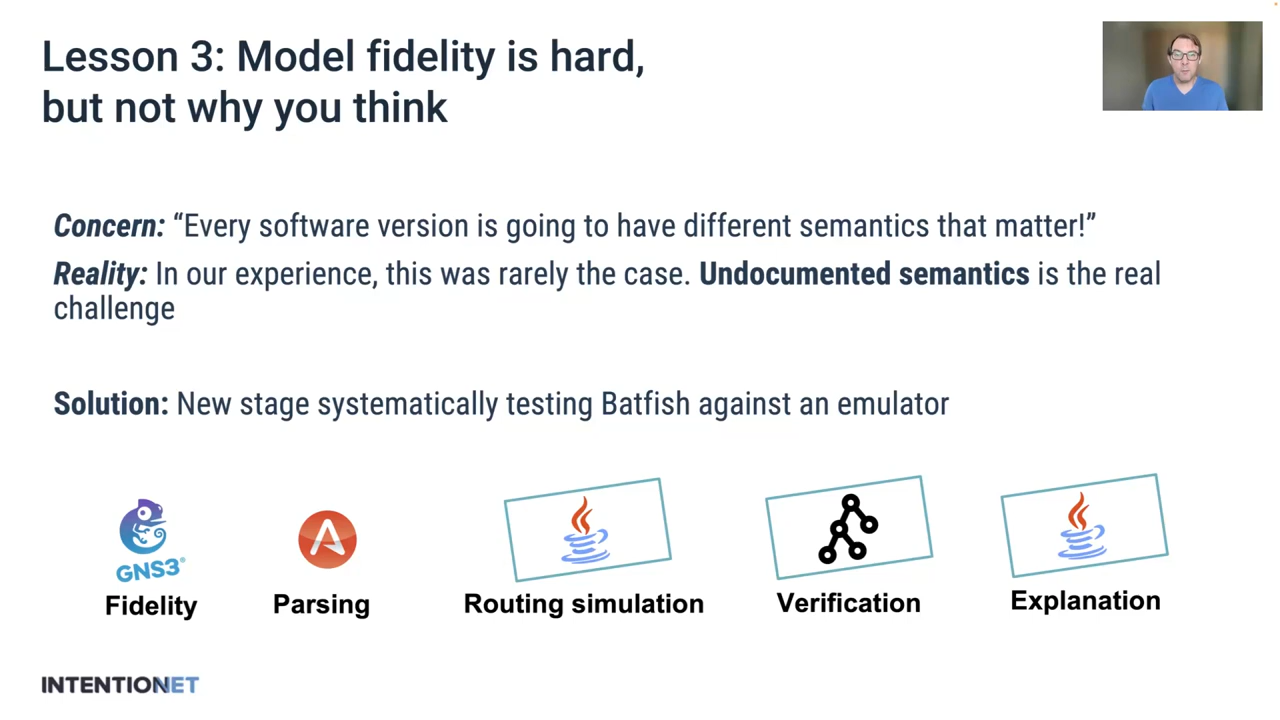 Lesson 3: Model fidelity is hard,
but not why you think
Concern: “Every software version is going to have different semantics that matter!”
Reality: In our experience, this was rarely the case. Undocumented semantics is the real
challenge
Solution: New stage systematically testing Batfish against an emulator
GNS3®
Fidelity
Parsing
Routing simulation
Verification
Explanation
INTENTIONET